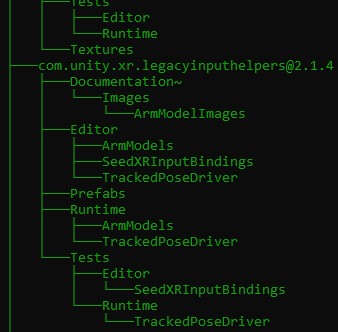 Tests
Editor
Runtime
Textures
com.unity.xr.legacyinputhelpers@2.1.4
Documentation~
Images
ArmModelImages
Editor
ArmModels
SeedXRInputBindings
TrackedPoseDriver
Prefabs
Runtime
ArmModels
TrackedPoseDriver
Tests
Editor
SeedXRInputBindings
Runtime
TrackedPoseDriver